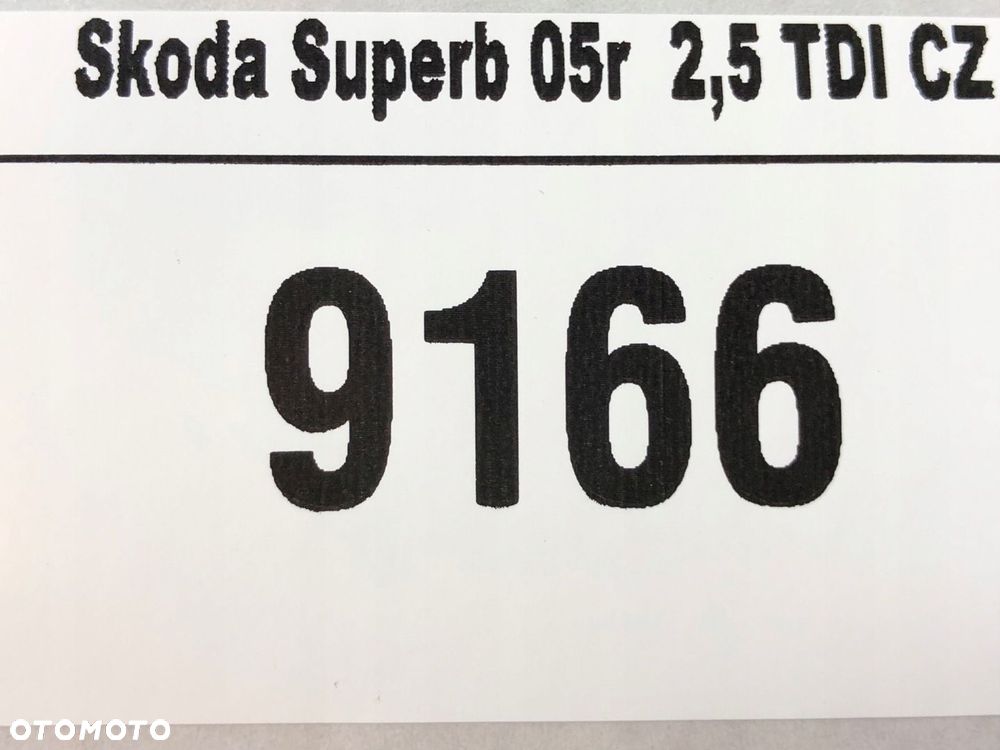 Skoda Superb 05r 2,5 TDI CZ
9166
OTOMOTO